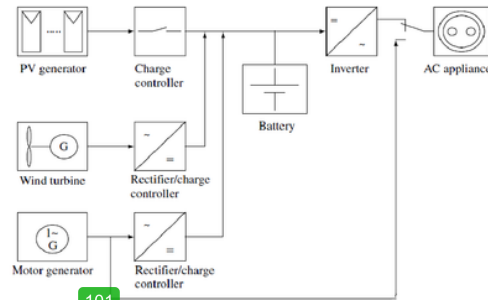 PV generator
Charge
controller
Inverter
AC appliance
Battery
G
Wind turbine
Rectifier/charge
controller
1~
G
Motor generator
Rectifier/charge
controller
101